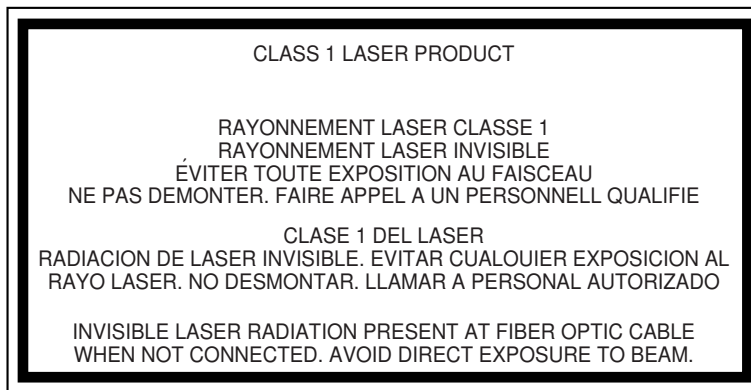 CLASS 1 LASER PRODUCT
RAYONNEMENT LASER CLASSE 1
RAYONNEMENT LASER INVISIBLE
ÉVITER TOUTE EXPOSITION AU FAISCEAU
NE PAS DEMONTER. FAIRE APPEL A UN PERSONNELL QUALIFIE
CLASE 1 DEL LASER
RADIACION DE LASER INVISIBLE. EVITAR CUALOUIER EXPOSICION AL
RAYO LASER. NO DESMONTAR. LLAMAR A PERSONAL AUTORIZADO
INVISIBLE LASER RADIATION PRESENT AT FIBER OPTIC CABLE
WHEN NOT CONNECTED. AVOID DIRECT EXPOSURE TO BEAM.